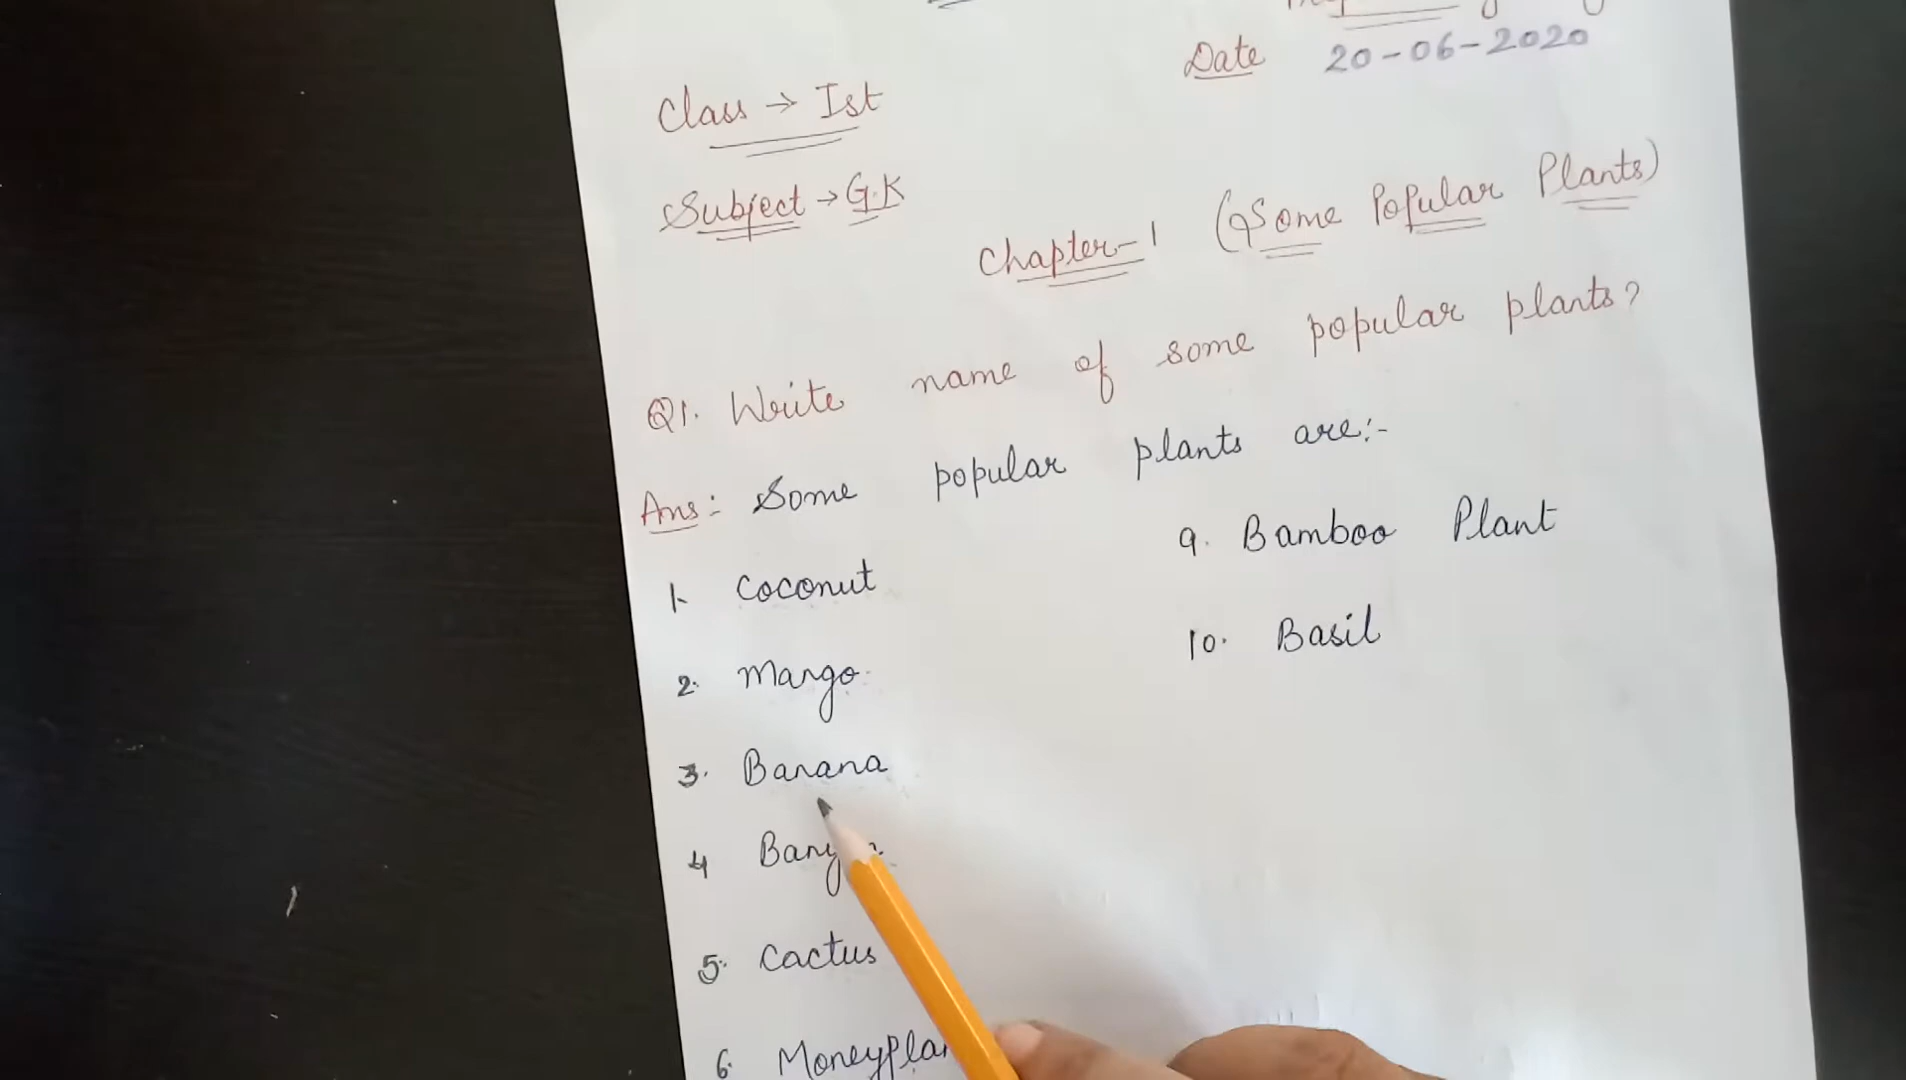 Date 20-06-2020
Class → Ist
Subject → G.K
Chapter-1 (Some Popular Plants)
Q1. Write name of some popular plants?
Ans: Some popular plants are:-
1. Coconut
2. Mango
3. Banana
4
5. Cactus
6.
9. Bamboo Plant
10. Basil